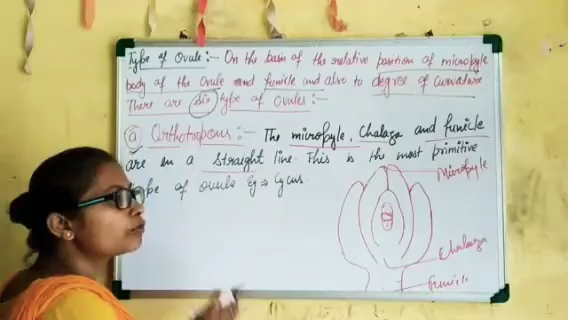 Type of Ovule :- On the basis of the relative position of micropyle
body of the ovule and funicle and also to degree of curvature
There are six type of ovules :-
(a) Orthotropous :- The micropyle, Chalaza and funicle
are in a straight line. This is the most primitive
type of ovule Eg → Cycus
Micropyle
Chalaza
Funicle